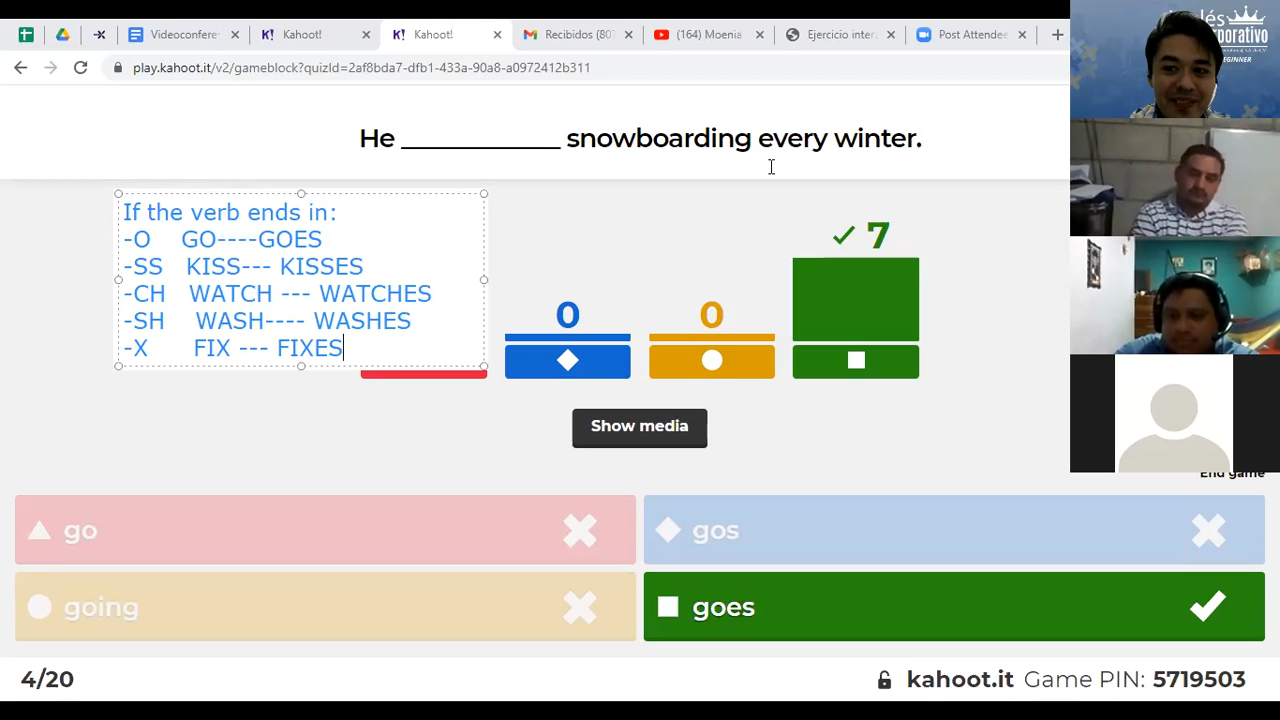 Videoconfere
Kahoot!
Kahoot!
Recibidos (80
(164) Moenia
Ejercicio inter
Post Attendee
play.kahoot.it/v2/gameblock?quizId=2af8bda7-dfb1-433a-90a8-a0972412b311
BEGINNER
He ____________ snowboarding every winter.
If the verb ends in:
-O GO----GOES
-SS KISS--- KISSES
-CH WATCH --- WATCHES
-SH WASH---- WASHES
-X FIX --- FIXES
0
0
7
Show media
End game
go
gos
going
goes
4/20
kahoot.it Game PIN: 5719503